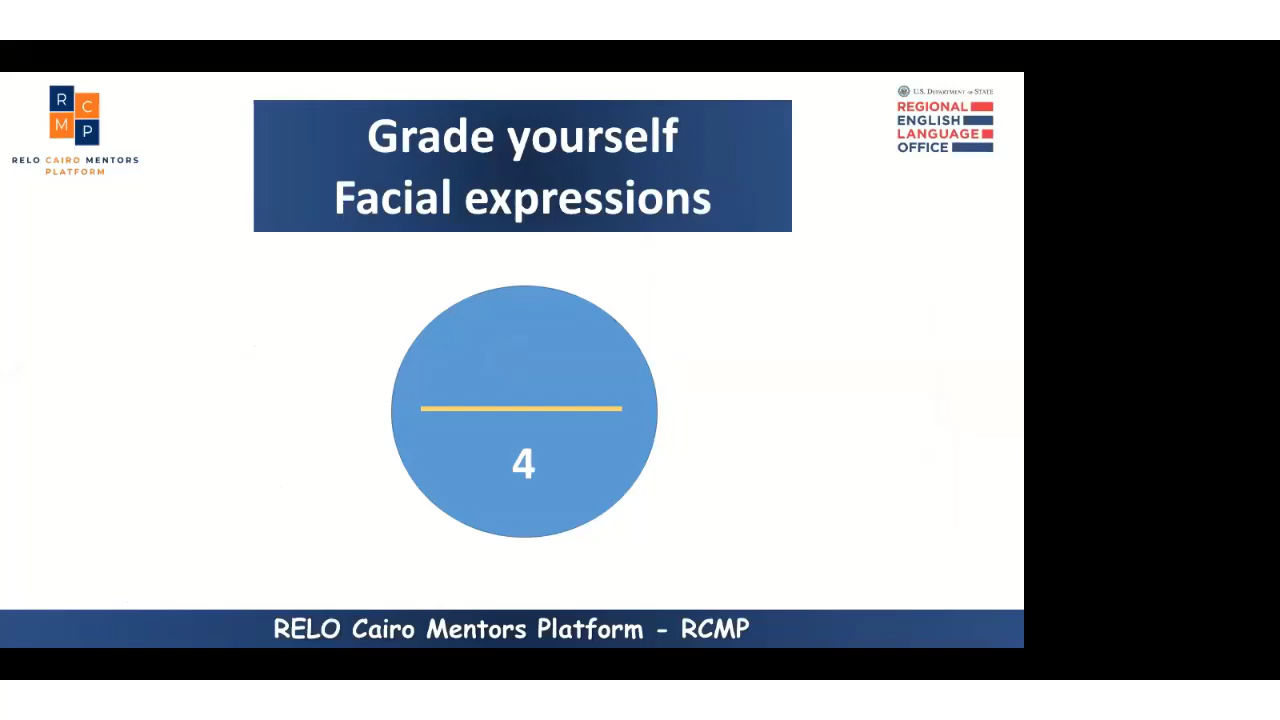 R C
M P
RELO CAIRO MENTORS
PLATFORM
Grade yourself
Facial expressions
U.S. DEPARTMENT OF STATE
REGIONAL
ENGLISH
LANGUAGE
OFFICE
4
RELO Cairo Mentors Platform - RCMP